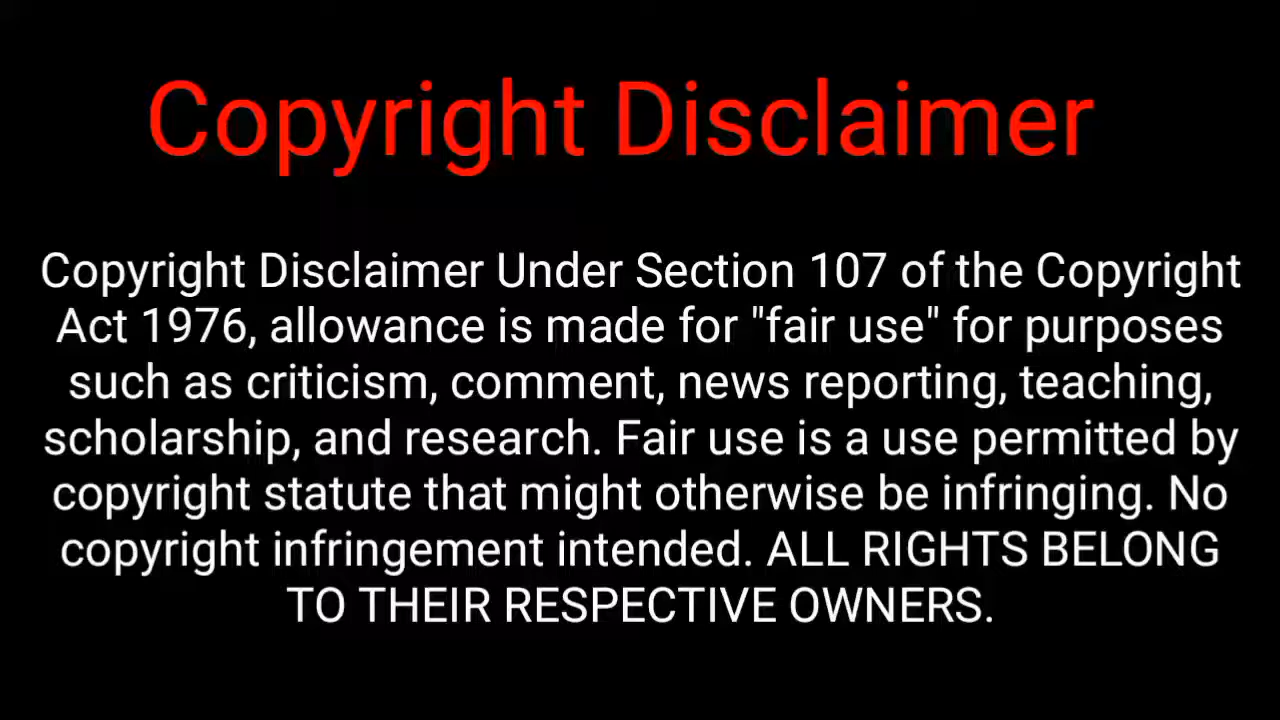 Copyright Disclaimer
Copyright Disclaimer Under Section 107 of the Copyright
Act 1976, allowance is made for "fair use" for purposes
such as criticism, comment, news reporting, teaching,
scholarship, and research. Fair use is a use permitted by
copyright statute that might otherwise be infringing. No
copyright infringement intended. ALL RIGHTS BELONG
TO THEIR RESPECTIVE OWNERS.